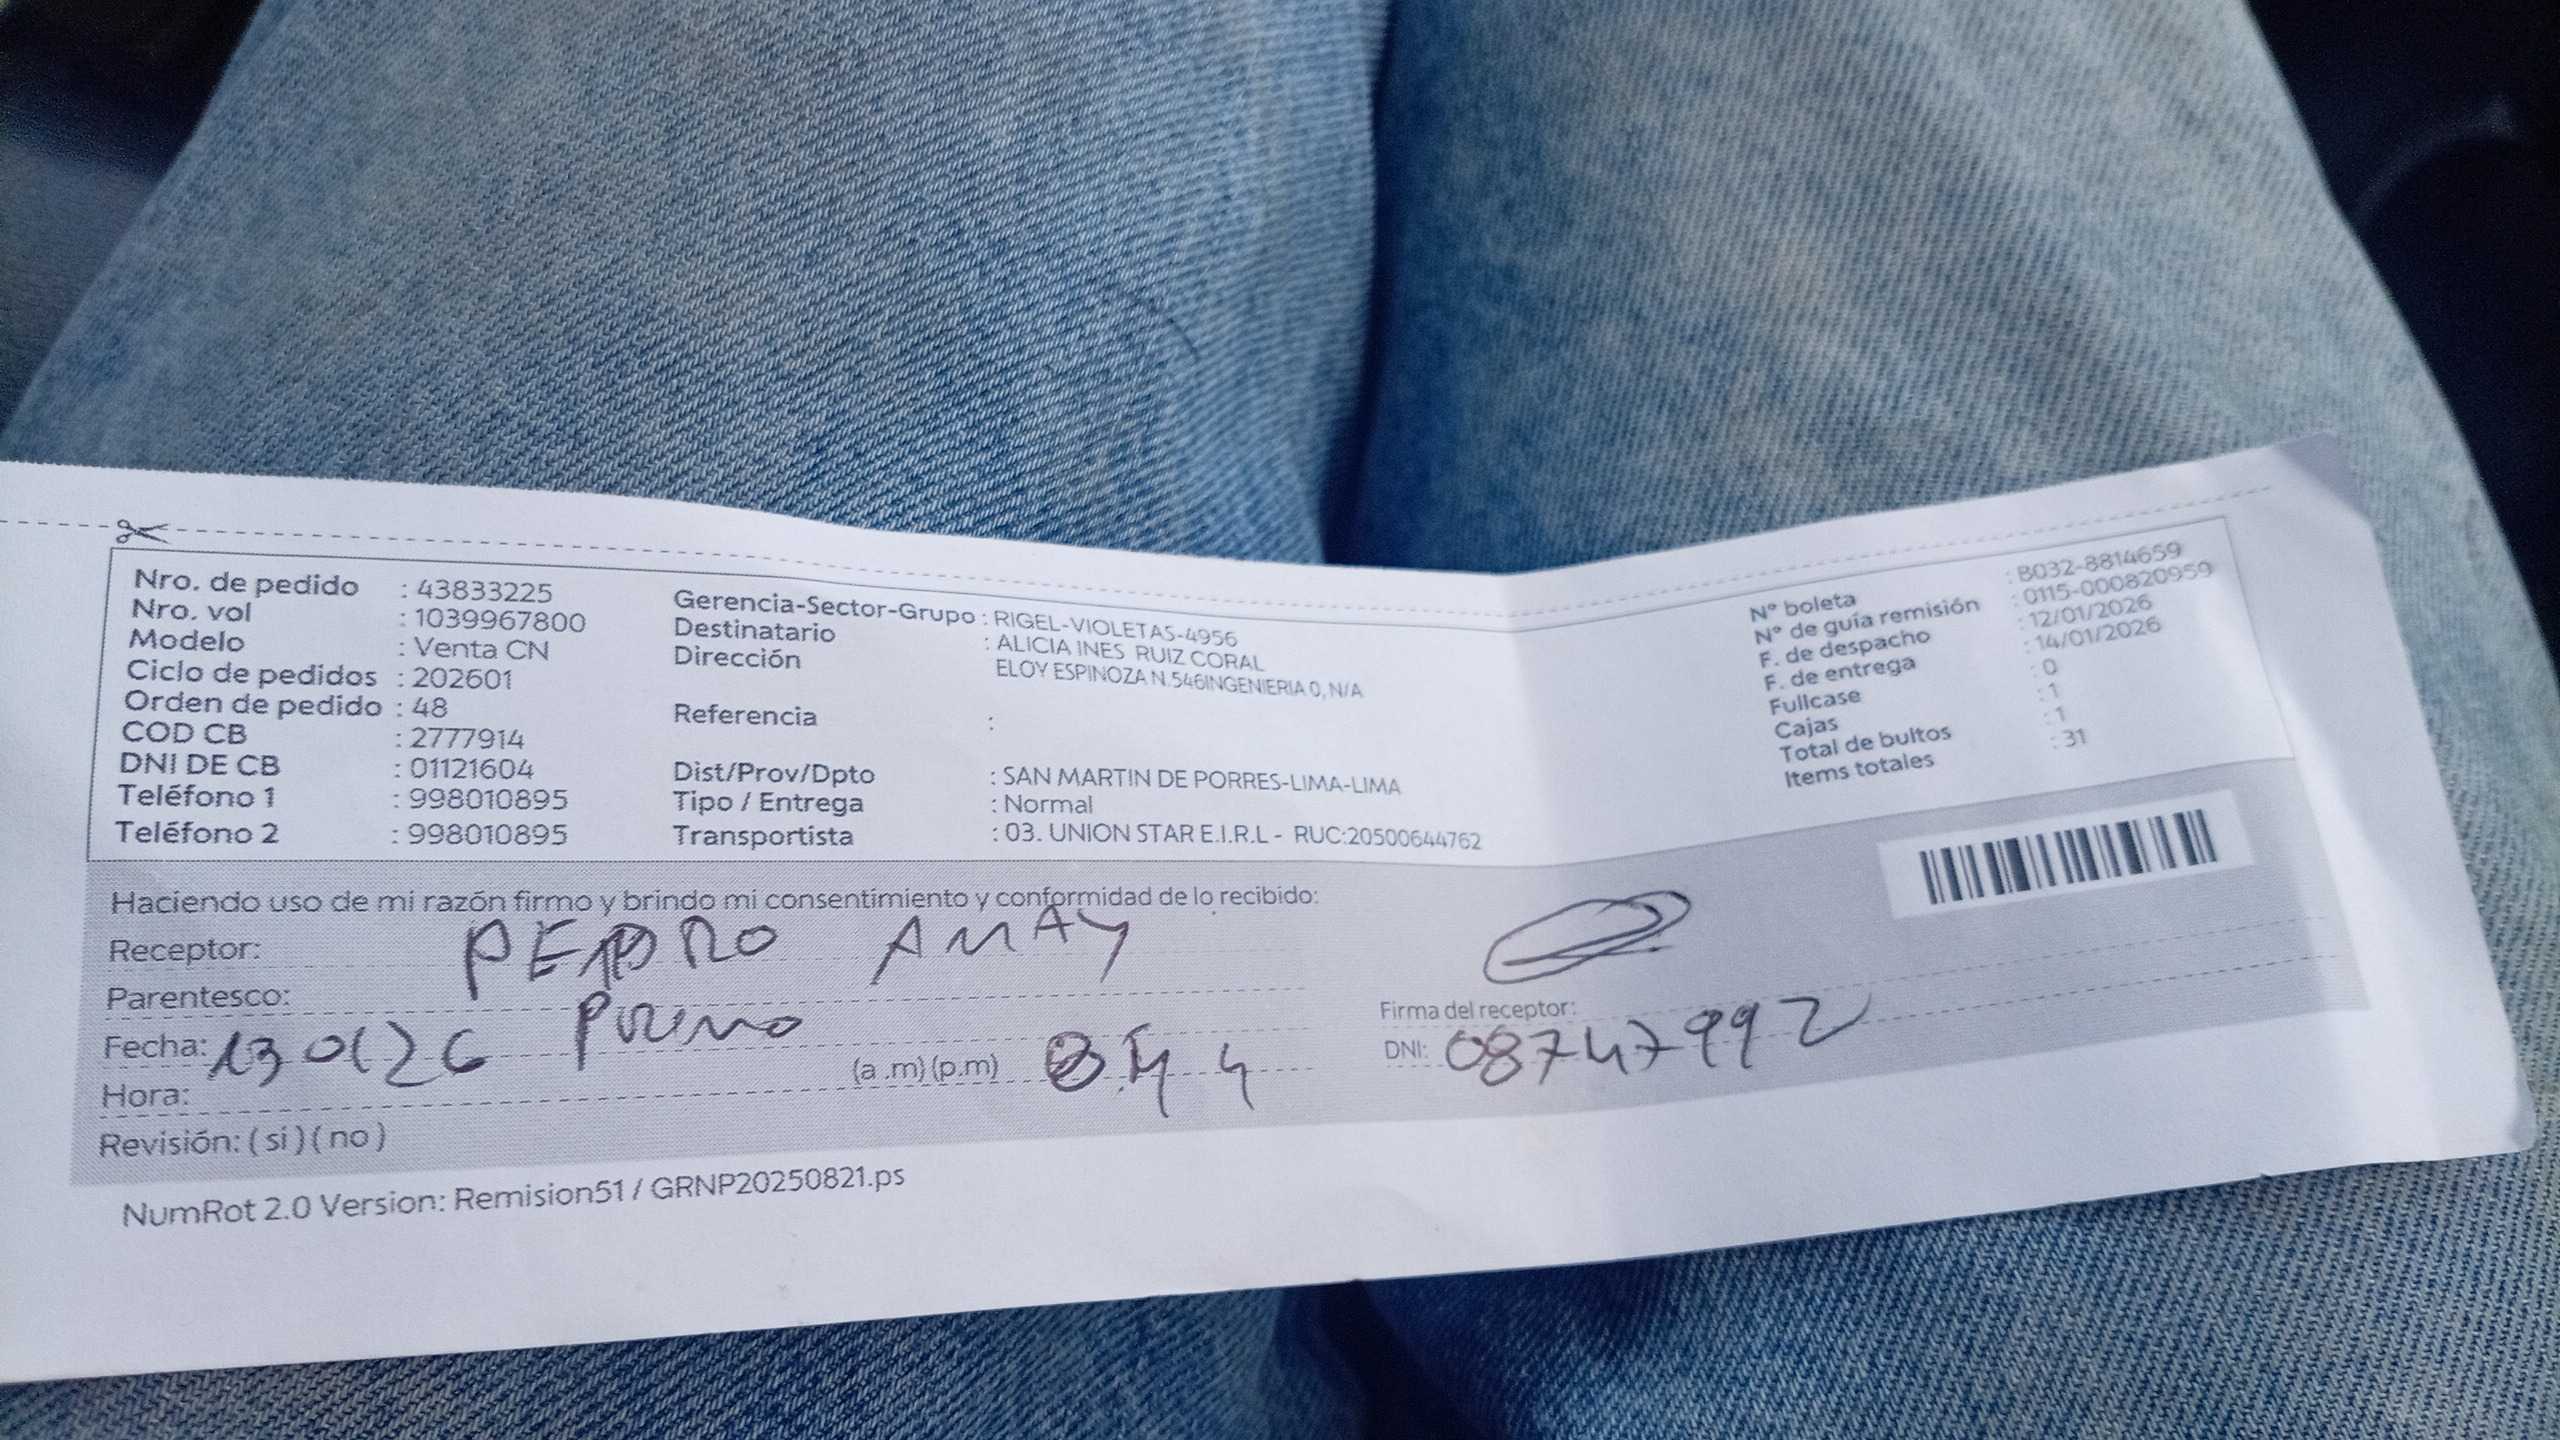 Nro. de pedido : 43833225
Nro. vol : 1039967800
Modelo : Venta CN
Ciclo de pedidos : 202601
Orden de pedido : 48
COD CB : 2777914
DNI DE CB : 01121604
Teléfono 1 : 998010895
Teléfono 2 : 998010895
Gerencia-Sector-Grupo : RIGEL-VIOLETAS-4956
Destinatario : ALICIA INES RUIZ CORAL
Dirección ELOY ESPINOZA N.546INGENIERIA 0, N/A
Referencia :
Dist/Prov/Dpto : SAN MARTIN DE PORRES-LIMA-LIMA
Tipo / Entrega : Normal
Transportista : 03. UNION STAR E.I.R.L - RUC:20500644762
N° boleta : B032-8814659
N° de guía remisión : 0115-000820959
F. de despacho : 12/01/2026
F. de entrega : 14/01/2026
Fullcase : 0
Cajas : 1
Total de bultos : 1
Items totales : 31
Haciendo uso de mi razón firmo y brindo mi consentimiento y conformidad de lo recibido:
Receptor: PEDRO AMAY
Parentesco:
Fecha: 13 01 26 Primo
Hora: (a.m) (p.m)
Revisión: ( si ) ( no )
Firma del receptor:
DNI: 08747992
NumRot 2.0 Version: Remision51 / GRNP20250821.ps